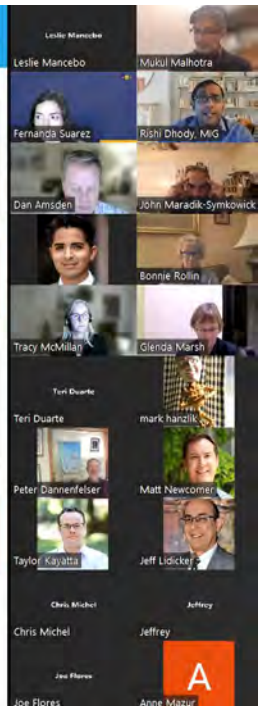 Leslie Mancebo
Leslie Mancebo
Mukul Malhotra
Fernanda Suarez
Rishi Dhody, MIG
Dan Amsden
John Maradik-Symkowick
Bonnie Rollin
Tracy McMillan
Glenda Marsh
Teri Duarte
Teri Duarte
mark hanzlik
Peter Dannenfelser
Matt Newcomer
Taylor Kayatta
Jeff Lidicker
Chris Michel
Jeffrey
Chris Michel
Jeffrey
Joe Flores
A
Joe Flores
Anne Mazur